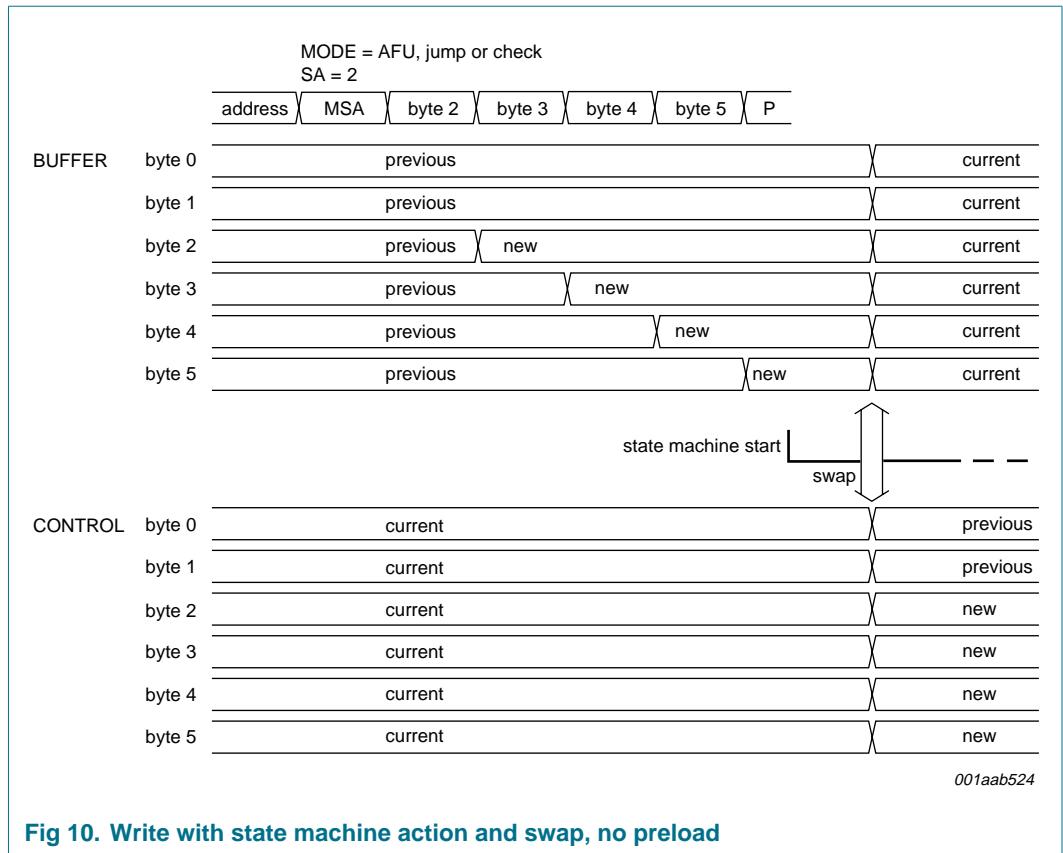 MODE = AFU, jump or check
SA = 2
address MSA byte 2 byte 3 byte 4 byte 5 P
BUFFER byte 0 previous current
byte 1 previous current
byte 2 previous new current
byte 3 previous new current
byte 4 previous new current
byte 5 previous new current
state machine start
swap
CONTROL byte 0 current previous
byte 1 current previous
byte 2 current new
byte 3 current new
byte 4 current new
byte 5 current new
001aab524
Fig 10. Write with state machine action and swap, no preload